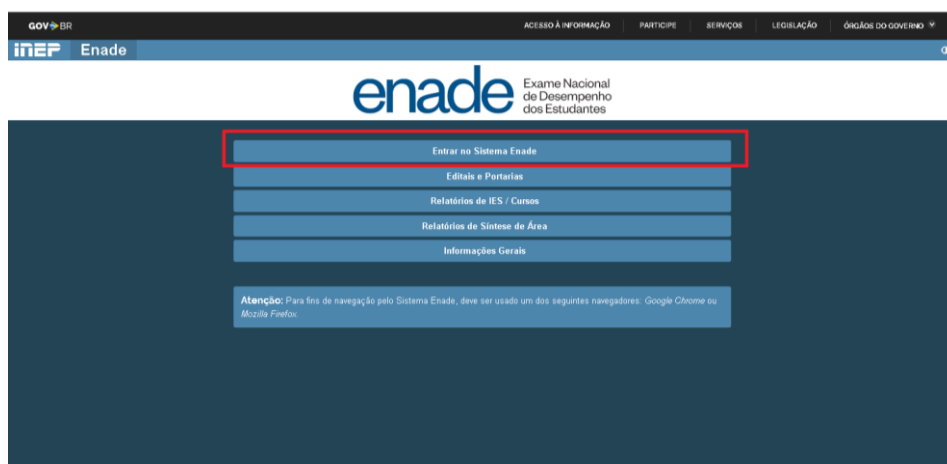 GOV BR
ACESSO À INFORMAÇÃO
PARTICIPE
SERVIÇOS
LEGISLAÇÃO
ÓRGÃOS DO GOVERNO
inep Enade
enade
Exame Nacional
de Desempenho
dos Estudantes
Entrar no Sistema Enade
Editais e Portarias
Relatórios de IES / Cursos
Relatórios de Síntese de Área
Informações Gerais
Atenção: Para fins de navegação pelo Sistema Enade, deve ser usado um dos seguintes navegadores: Google Chrome ou
Mozilla Firefox.